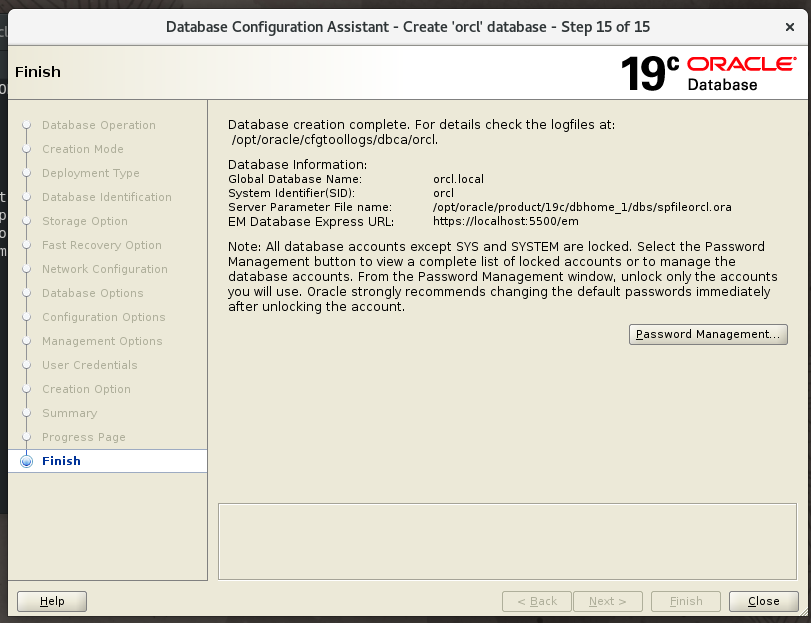 Database Configuration Assistant - Create 'orcl' database - Step 15 of 15
Finish
19c ORACLE
Database
Database Operation
Creation Mode
Deployment Type
Database Identification
Storage Option
Fast Recovery Option
Network Configuration
Database Options
Configuration Options
Management Options
User Credentials
Creation Option
Summary
Progress Page
Finish
Database creation complete. For details check the logfiles at:
/opt/oracle/cfgtoollogs/dbca/orcl.
Database Information:
Global Database Name: orcl.local
System Identifier(SID): orcl
Server Parameter File name: /opt/oracle/product/19c/dbhome_1/dbs/spfileorcl.ora
EM Database Express URL: https://localhost:5500/em
Note: All database accounts except SYS and SYSTEM are locked. Select the Password
Management button to view a complete list of locked accounts or to manage the
database accounts. From the Password Management window, unlock only the accounts
you will use. Oracle strongly recommends changing the default passwords immediately
after unlocking the account.
Password Management...
Help
< Back
Next >
Finish
Close